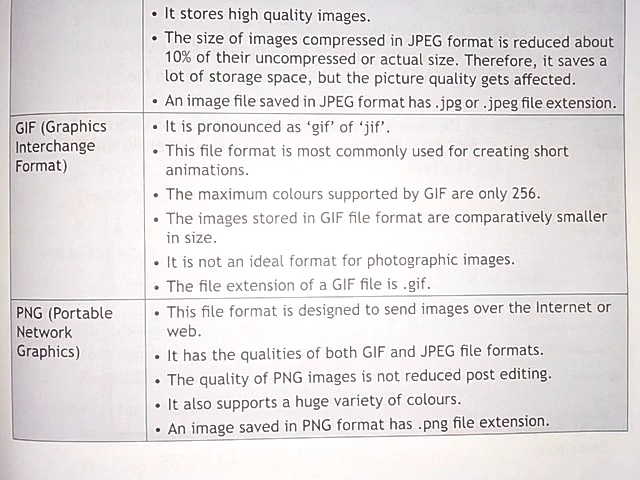 • It stores high quality images.
• The size of images compressed in JPEG format is reduced about
10% of their uncompressed or actual size. Therefore, it saves a
lot of storage space, but the picture quality gets affected.
• An image file saved in JPEG format has .jpg or .jpeg file extension.
GIF (Graphics
Interchange
Format)
• It is pronounced as ‘gif’ of ‘jif’.
• This file format is most commonly used for creating short
animations.
• The maximum colours supported by GIF are only 256.
• The images stored in GIF file format are comparatively smaller
in size.
• It is not an ideal format for photographic images.
• The file extension of a GIF file is .gif.
PNG (Portable
Network
Graphics)
• This file format is designed to send images over the Internet or
web.
• It has the qualities of both GIF and JPEG file formats.
• The quality of PNG images is not reduced post editing.
• It also supports a huge variety of colours.
• An image saved in PNG format has .png file extension.